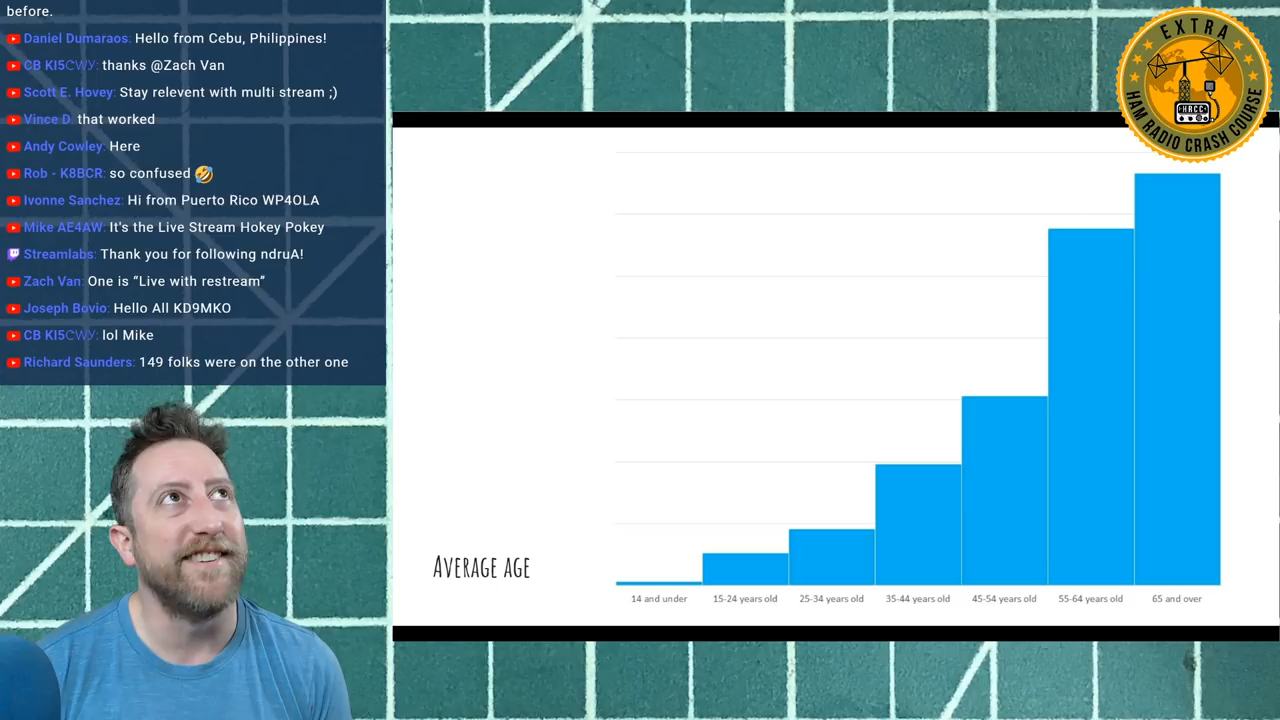 before.
Daniel Dumaraos: Hello from Cebu, Philippines!
CB KI5CWY: thanks @Zach Van
Scott E. Hovey: Stay relevent with multi stream ;)
Vince D: that worked
Andy Cowley: Here
Rob - K8BCR: so confused 🤣
Ivonne Sanchez: Hi from Puerto Rico WP4OLA
Mike AE4AW: It's the Live Stream Hokey Pokey
Streamlabs: Thank you for following ndruA!
Zach Van: One is “Live with restream”
Joseph Bovio: Hello All KD9MKO
CB KI5CWY: lol Mike
Richard Saunders: 149 folks were on the other one
EXTRA
HRCC
HAM RADIO CRASH COURSE
AVERAGE AGE
14 and under 15-24 years old 25-34 years old 35-44 years old 45-54 years old 55-64 years old 65 and over